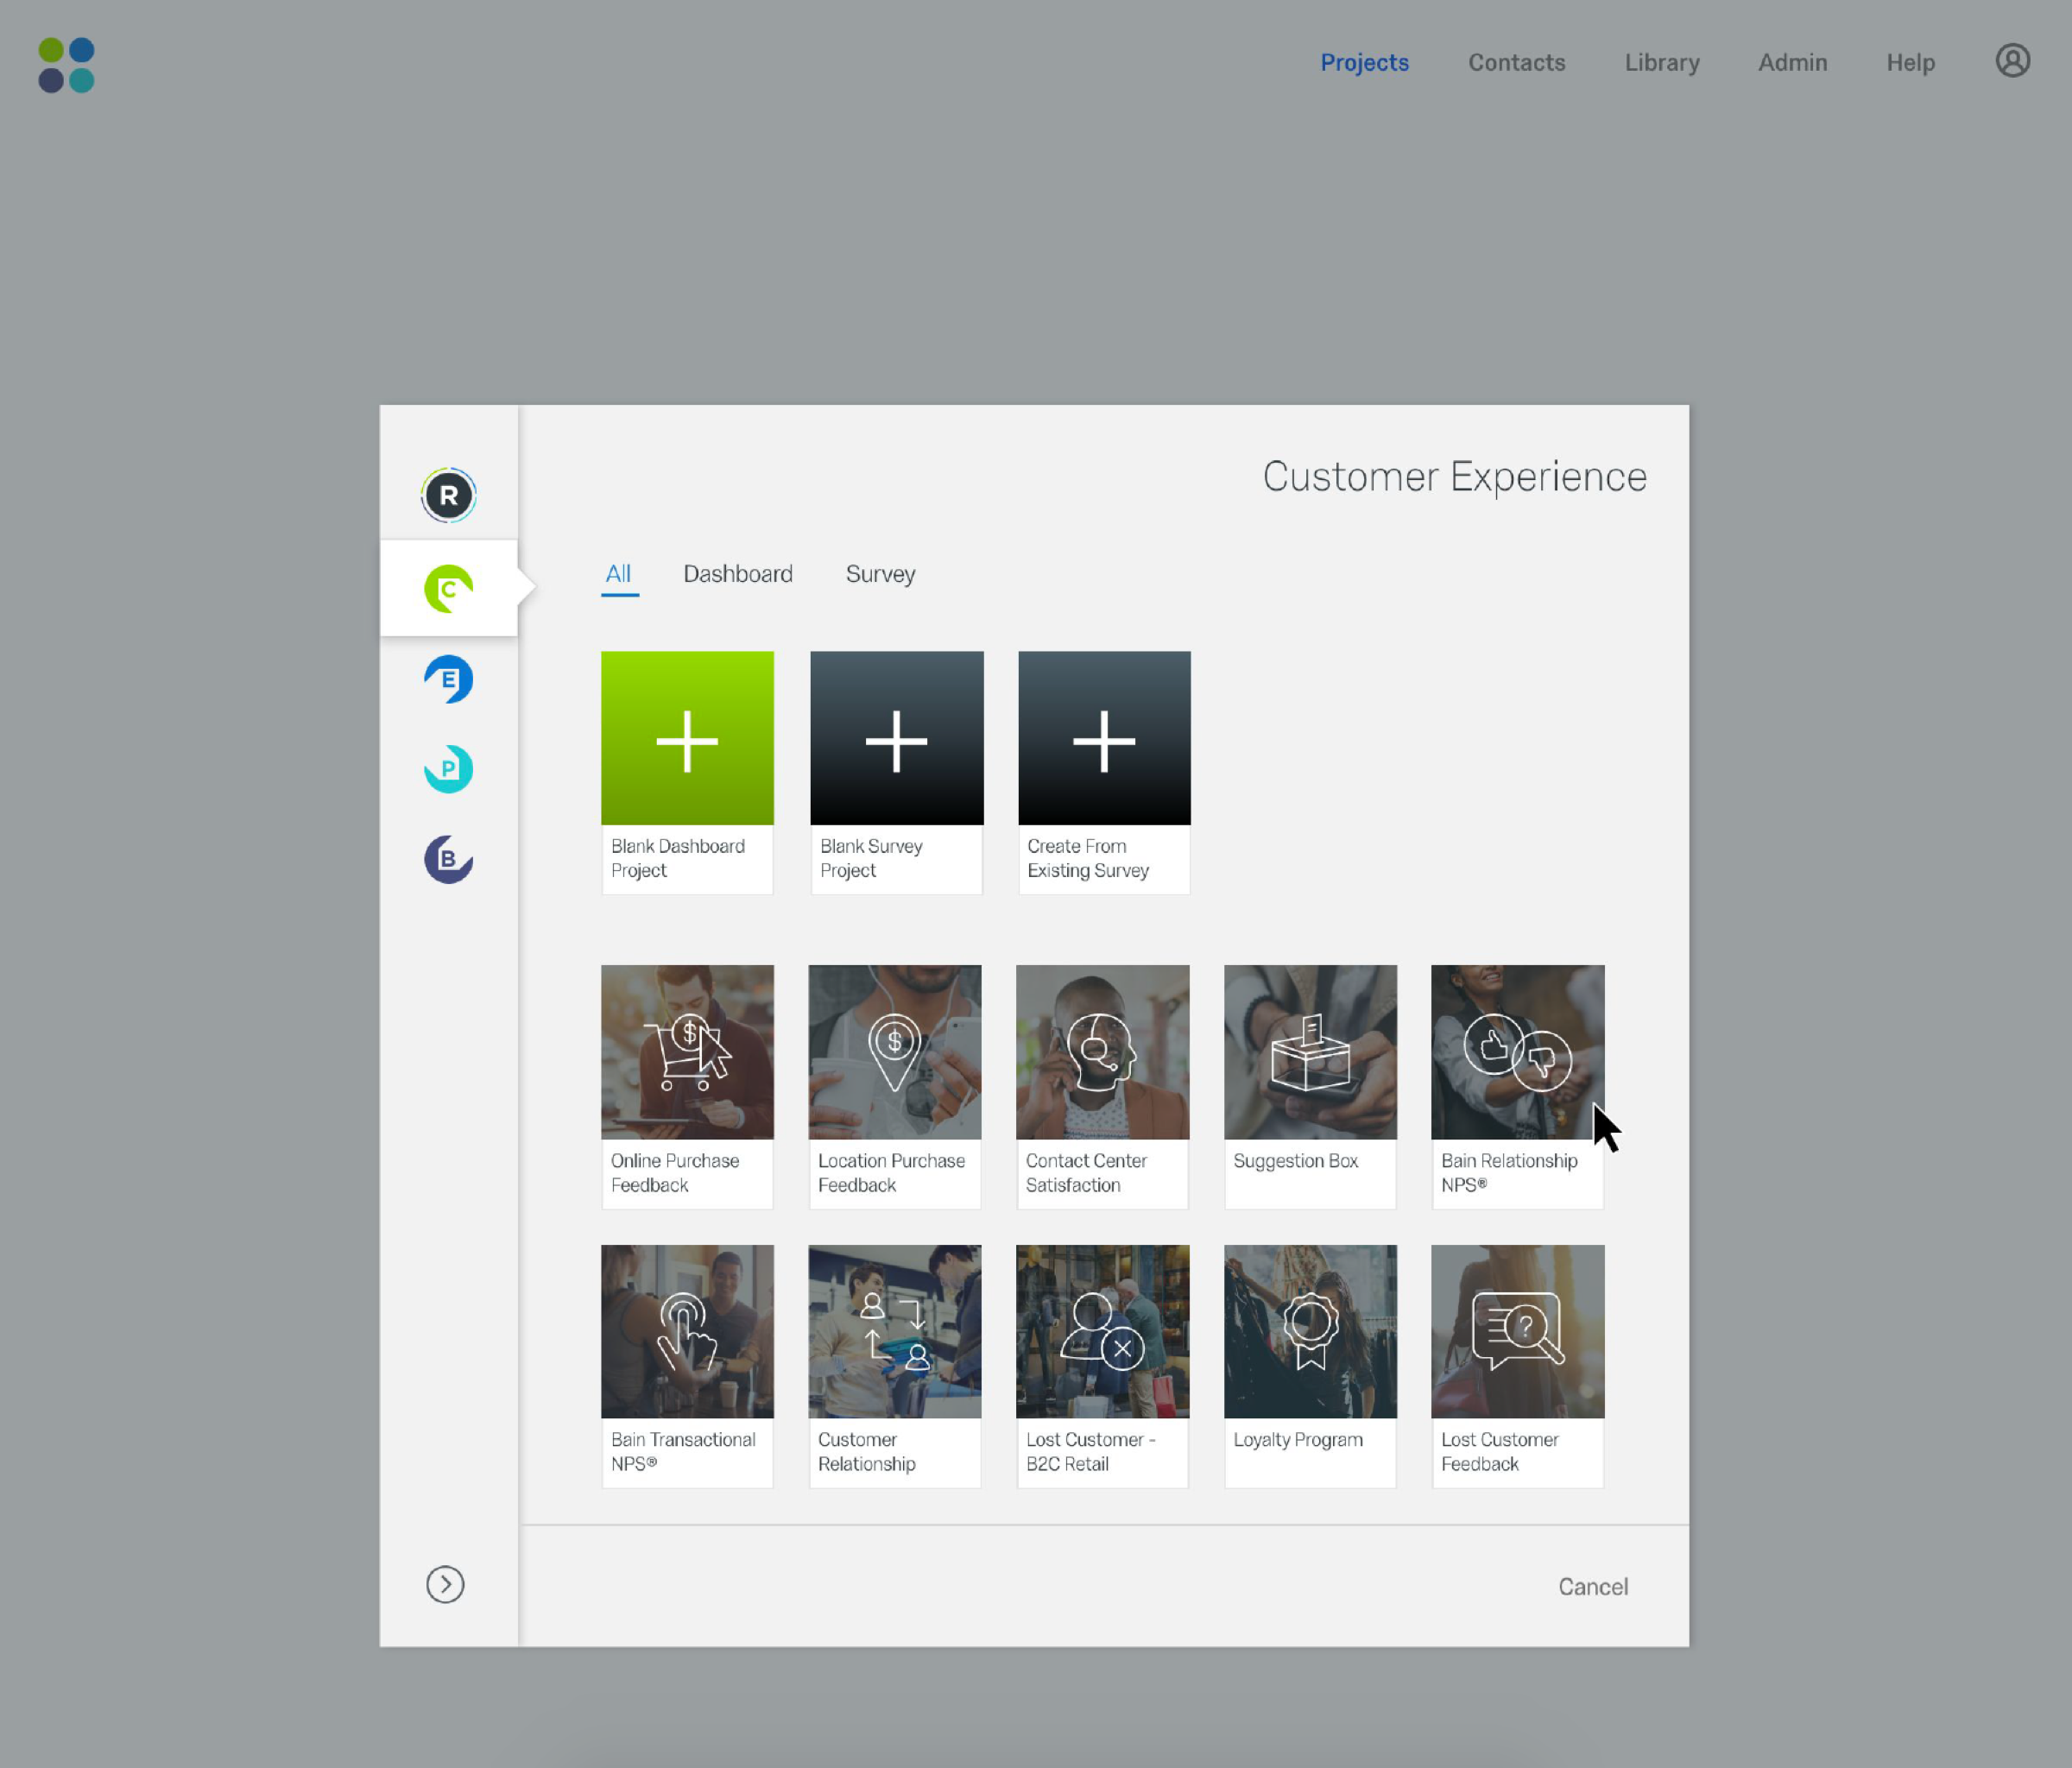 Projects
Contacts
Library
Admin
Help
R
C
E
P
B
Customer Experience
All
Dashboard
Survey
Blank Dashboard
Project
Blank Survey
Project
Create From
Existing Survey
$
$
Online Purchase
Feedback
Location Purchase
Feedback
Contact Center
Satisfaction
Suggestion Box
Bain Relationship
NPS®
?
Bain Transactional
NPS®
Customer
Relationship
Lost Customer -
B2C Retail
Loyalty Program
Lost Customer
Feedback
Cancel